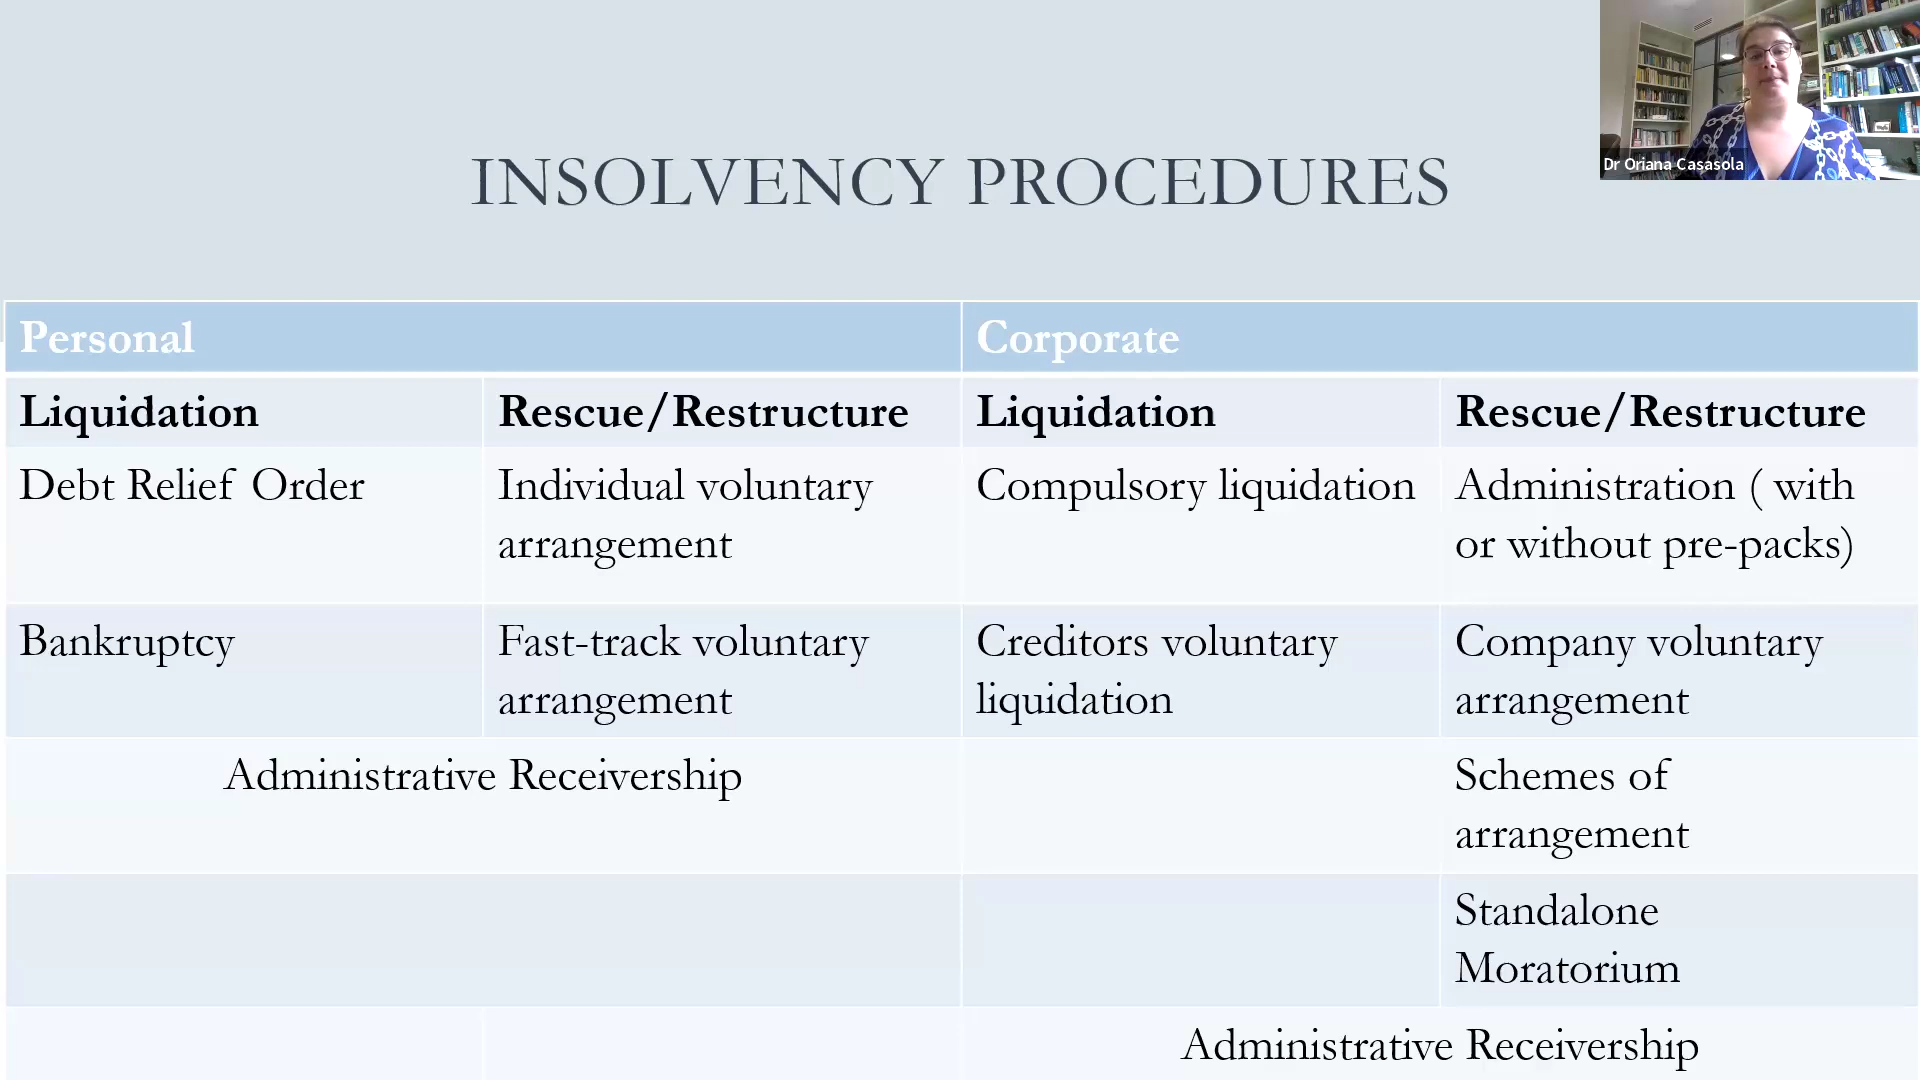 Dr Oriana Casasola
INSOLVENCY PROCEDURES
Personal
Corporate
Liquidation
Rescue/Restructure
Liquidation
Rescue/Restructure
Debt Relief Order
Individual voluntary
arrangement
Compulsory liquidation
Administration ( with
or without pre-packs)
Bankruptcy
Fast-track voluntary
arrangement
Creditors voluntary
liquidation
Company voluntary
arrangement
Administrative Receivership
Schemes of
arrangement
Standalone
Moratorium
Administrative Receivership